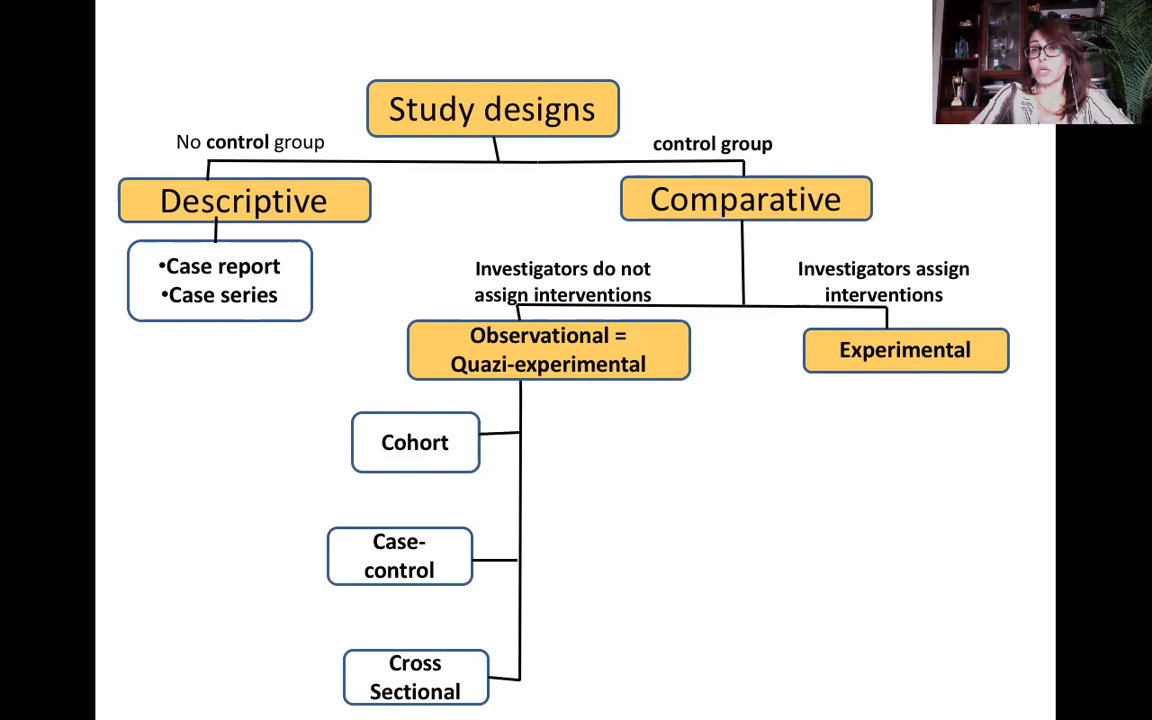 Study designs
No control group
control group
Descriptive
Comparative
•Case report
•Case series
Investigators do not
assign interventions
Investigators assign
interventions
Observational =
Quazi-experimental
Experimental
Cohort
Case-
control
Cross
Sectional